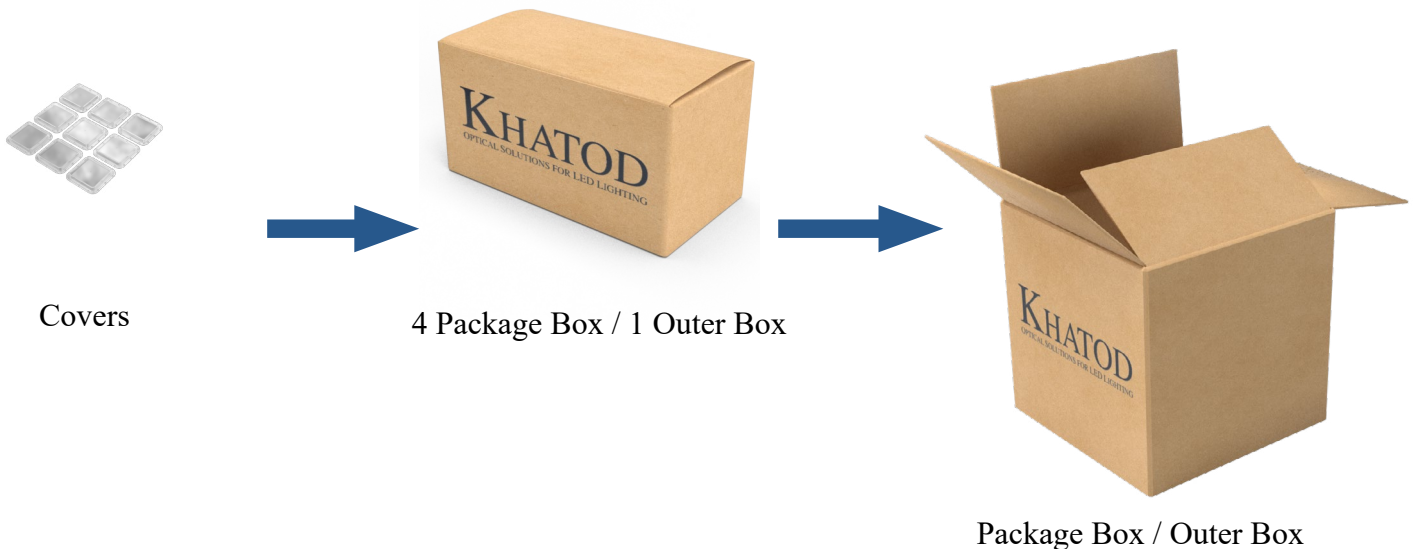 KHATOD
OPTICAL SOLUTIONS FOR LED LIGHTING
KHATOD
OPTICAL SOLUTIONS FOR LED LIGHTING
Covers
4 Package Box / 1 Outer Box
Package Box / Outer Box